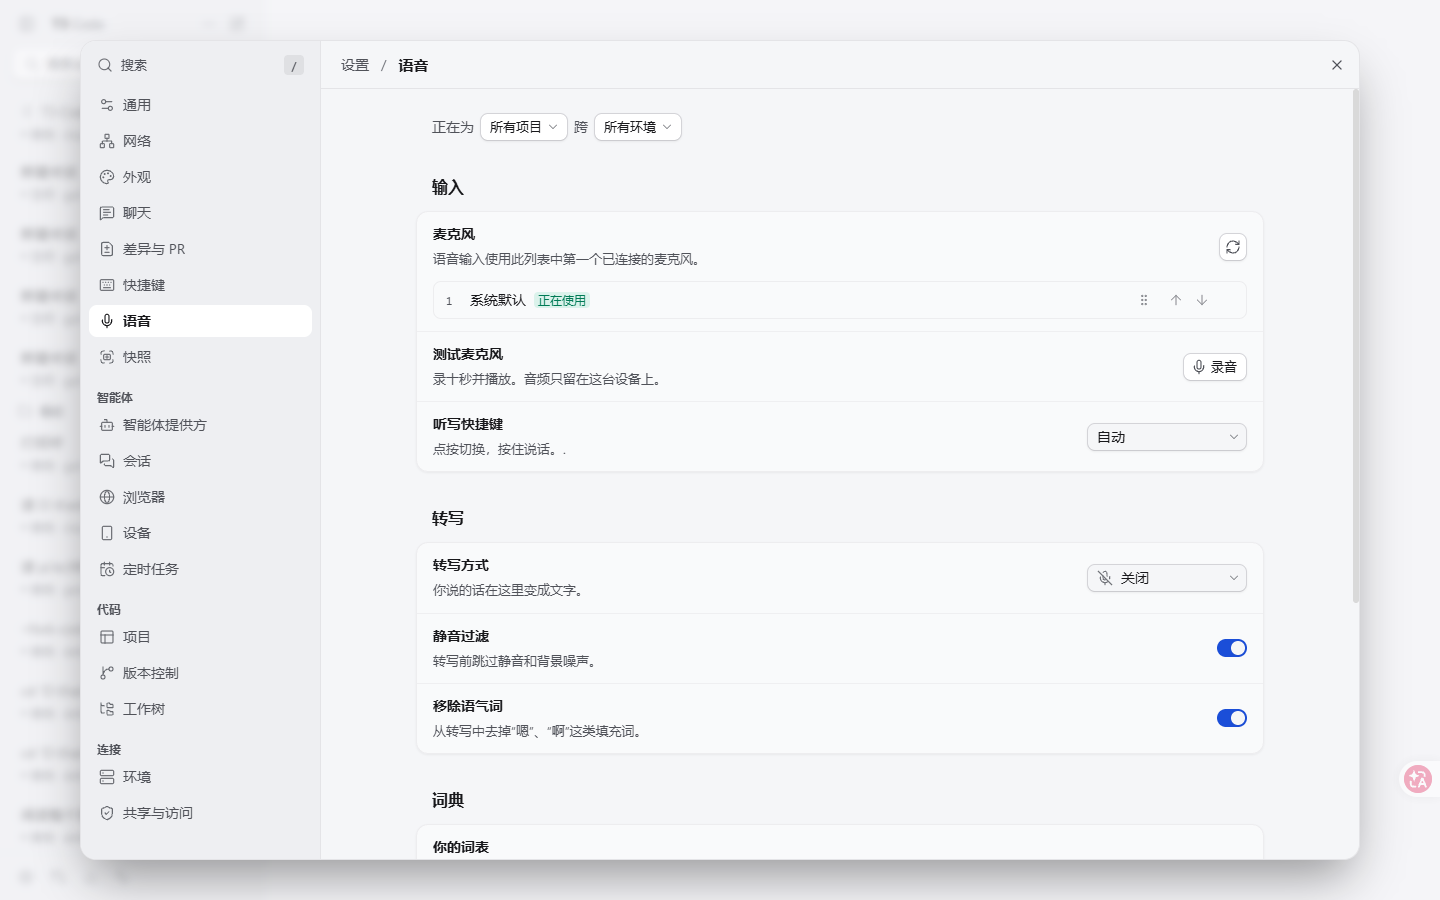 搜索 /
通用
网络
外观
聊天
差异与 PR
快捷键
语音
快照
智能体
智能体提供方
会话
浏览器
设备
定时任务
代码
项目
版本控制
工作树
连接
环境
共享与访问
设置 / 语音
正在为 所有项目 跨 所有环境
输入
麦克风
语音输入使用此列表中第一个已连接的麦克风。
1 系统默认 正在使用
测试麦克风
录十秒并播放。音频只留在这台设备上。
录音
听写快捷键
点按切换，按住说话。.
自动
转写
转写方式
你说的话在这里变成文字。
关闭
静音过滤
转写前跳过静音和背景噪声。
移除语气词
从转写中去掉“嗯”、“啊”这类填充词。
词典
你的词表